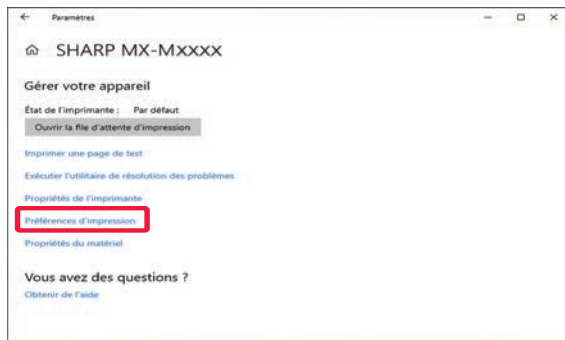 Paramètres
SHARP MX-Mxxxx
Gérer votre appareil
État de l'imprimante : Par défaut
Ouvrir la file d'attente d'impression
Imprimer une page de test
Exécuter l'utilitaire de résolution des problèmes
Propriétés de l'imprimante
Préférences d'impression
Propriétés du matériel
Vous avez des questions ?
Obtenir de l'aide